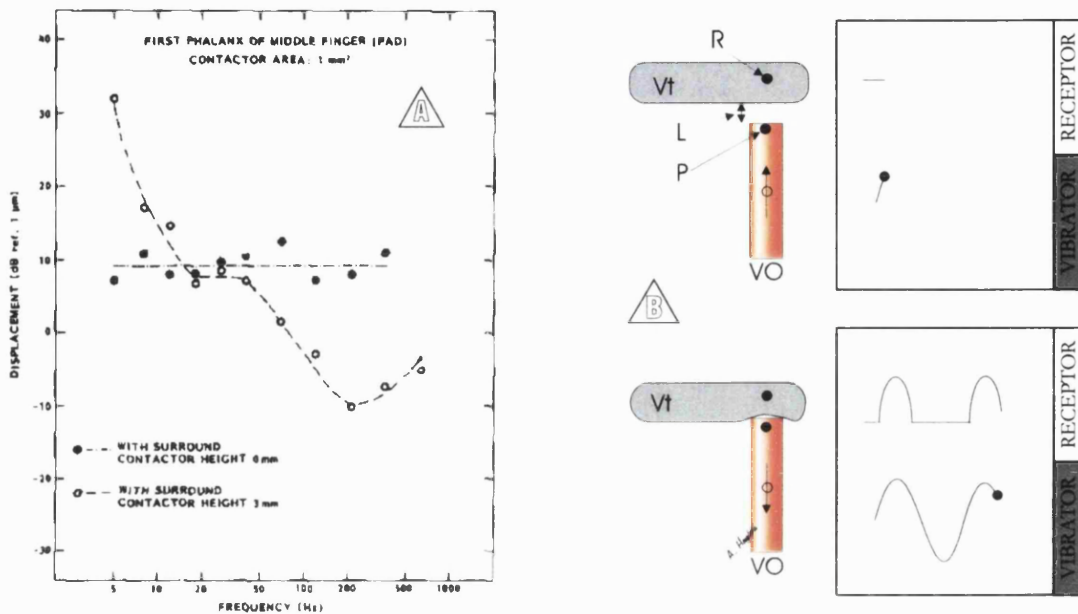 FIRST PHALANX OF MIDDLE FINGER (PAD)
CONTACTOR AREA: 1 mm²
A
DISPLACEMENT (dB ref. 1 µm)
40
30
20
10
0
-10
-20
-30
WITH SURROUND
CONTACTOR HEIGHT 0 mm
WITH SURROUND
CONTACTOR HEIGHT 3 mm
5 10 20 50 100 200 500 1000
FREQUENCY (Hz)
R
Vt
L
P
VO
B
Vt
VO
RECEPTOR
VIBRATOR
RECEPTOR
VIBRATOR